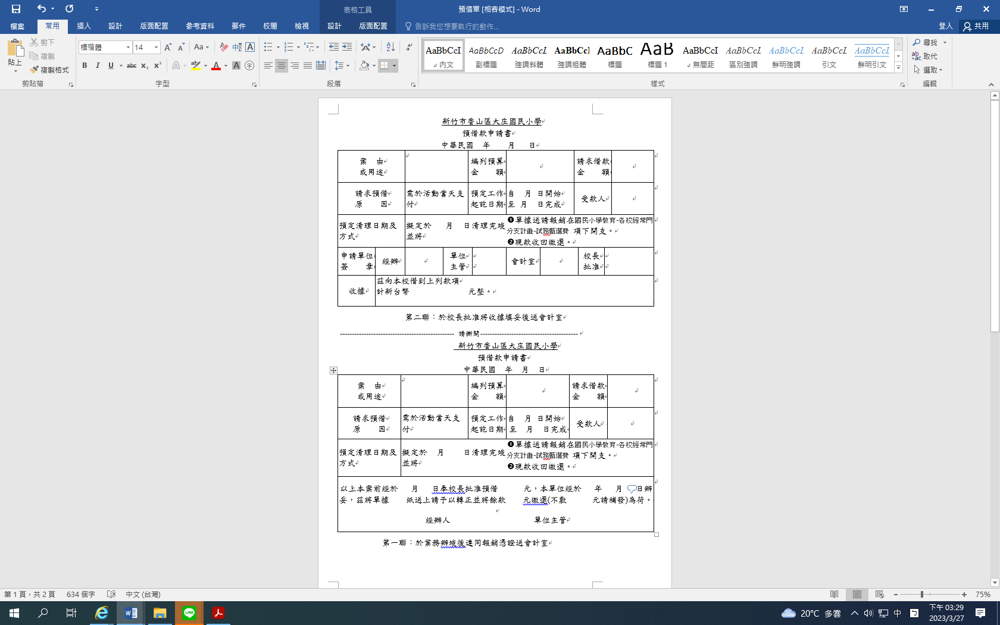 預借單 [相容模式] - Word
表格工具
檔案 常用 插入 設計 版面配置 參考資料 郵件 校閱 檢視 設計 版面配置 告訴我您想要執行的動作... 登入 共用
貼上 剪下 複製 複製格式
剪貼簿
標楷體 14
字型
段落
AaBbCcI 內文
AaBbCcD 副標題
AaBbCcL 強調斜體
AaBbCcI 強調粗體
AaBbC 標題
AaB 標題 1
AaBbCcI 無間距
AaBbCcL 區別強調
AaBbCcL 鮮明強調
AaBbCcL 引文
AaBbCcL 鮮明引文
樣式
尋找
取代
選取
編輯
新竹市香山區大庄國民小學
預借款申請書
中華民國 年 月 日
案 由
或用途
編列預算
金 額
請求借款
金 額
請求預借
原 因
需於活動當天支
付
預定工作
起訖日期
自 月 日開始
至 月 日完成
受款人
預定清理日期及
方式
擬定於 月 日清理完竣
並將
❶單據送請報銷在國民小學教育-各校經常門
分支計畫-試務甄選費 項下開支。
❷現款收回繳還。
申請單位
簽 章
經辦
單位
主管
會計室
校長
批准
收據
茲向本校借到上列款項
計新台幣 元整。
第二聯：於校長批准將收據填妥後送會計室
------------------------------------------------ 請撕開-----------------------------------------
新竹市香山區大庄國民小學
預借款申請書
中華民國 年 月 日
案 由
或用途
編列預算
金 額
請求借款
金 額
請求預借
原 因
需於活動當天支
付
預定工作
起訖日期
自 月 日開始
至 月 日完成
受款人
預定清理日期及
方式
擬定於 月 日清理完竣
並將
❶單據送請報銷在國民小學教育-各校經常門
分支計畫-試務甄選費 項下開支。
❷現款收回繳還。
以上本案前經於 月 日奉校長批准預借 元，本單位經於 年 月 日辦
妥，茲將單據 紙送上請予以轉正並將餘款 元繳還(不敷 元請補發)為荷。
經辦人 單位主管
第一聯：於業務辦竣後連同報銷憑證送會計室
第 1 頁，共 2 頁 634 個字 中文 (台灣) 75%
20°C 多雲 中 下午 03:29
2023/3/27